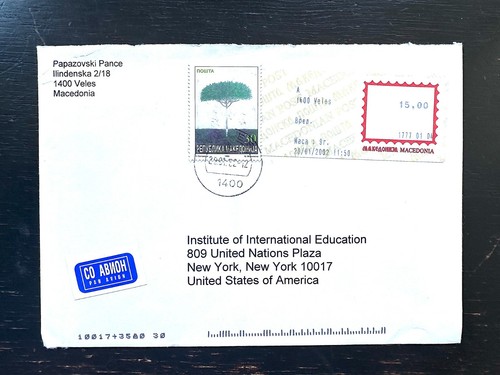 Papazovski Pance
Ilindenska 2/18
1400 Veles
Macedonia
ПОШТА
РЕПУБЛИКА МАКЕДОНИЈА
1400
A
1400 Veles
15.00
МАКЕДОНИЈА MACEDONIA
Institute of International Education
809 United Nations Plaza
New York, New York 10017
United States of America
СО АВИОН
PAR AVION
10017+3580 30